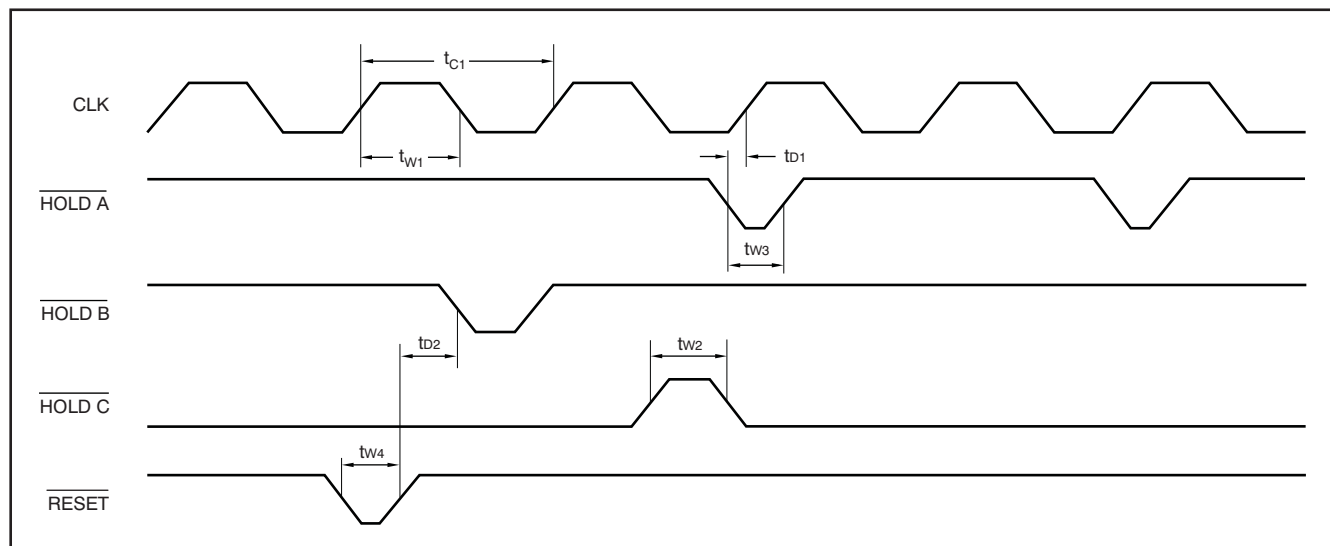 tC1
CLK
tW1
tD1
HOLD A
tW3
HOLD B
tD2
tW2
HOLD C
tW4
RESET